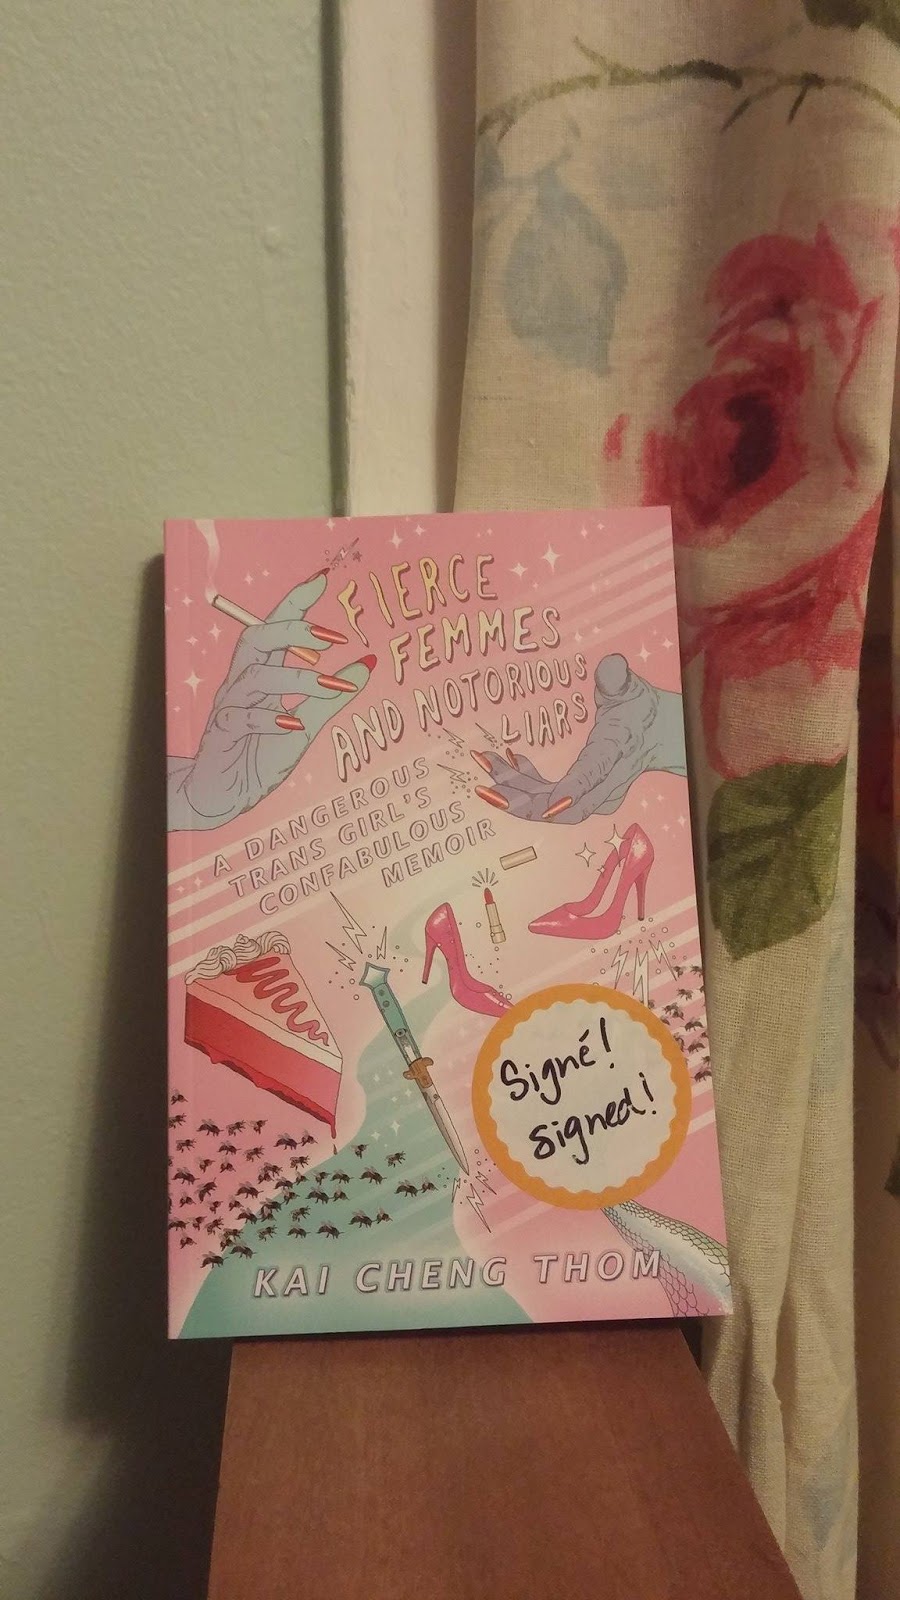 FIERCE
FEMMES
AND NOTORIOUS
LIARS
A DANGEROUS
TRANS GIRL'S
CONFABULOUS
MEMOIR
Signé!
signed!
KAI CHENG THOM